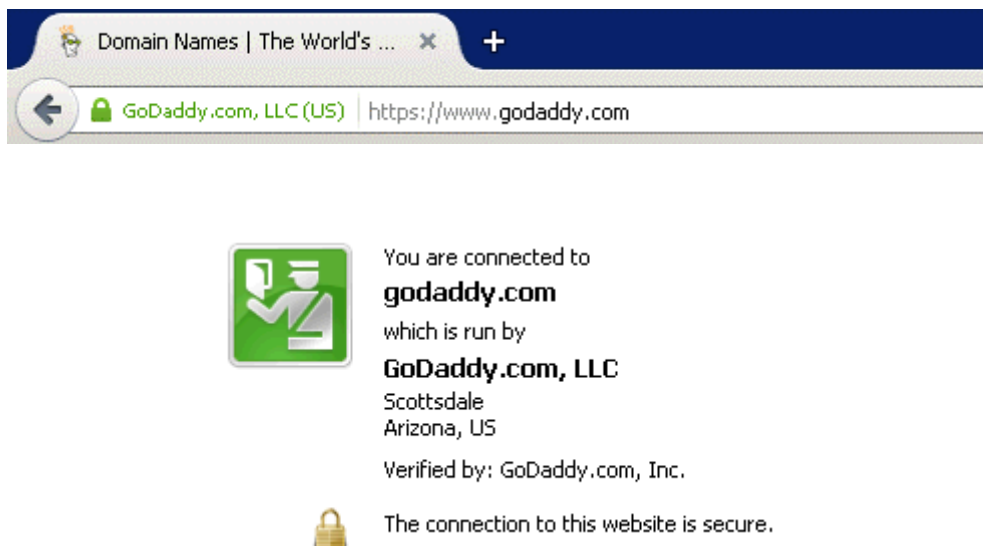 Domain Names | The World's ...
GoDaddy.com, LLC (US) https://www.godaddy.com
You are connected to
godaddy.com
which is run by
GoDaddy.com, LLC
Scottsdale
Arizona, US
Verified by: GoDaddy.com, Inc.
The connection to this website is secure.